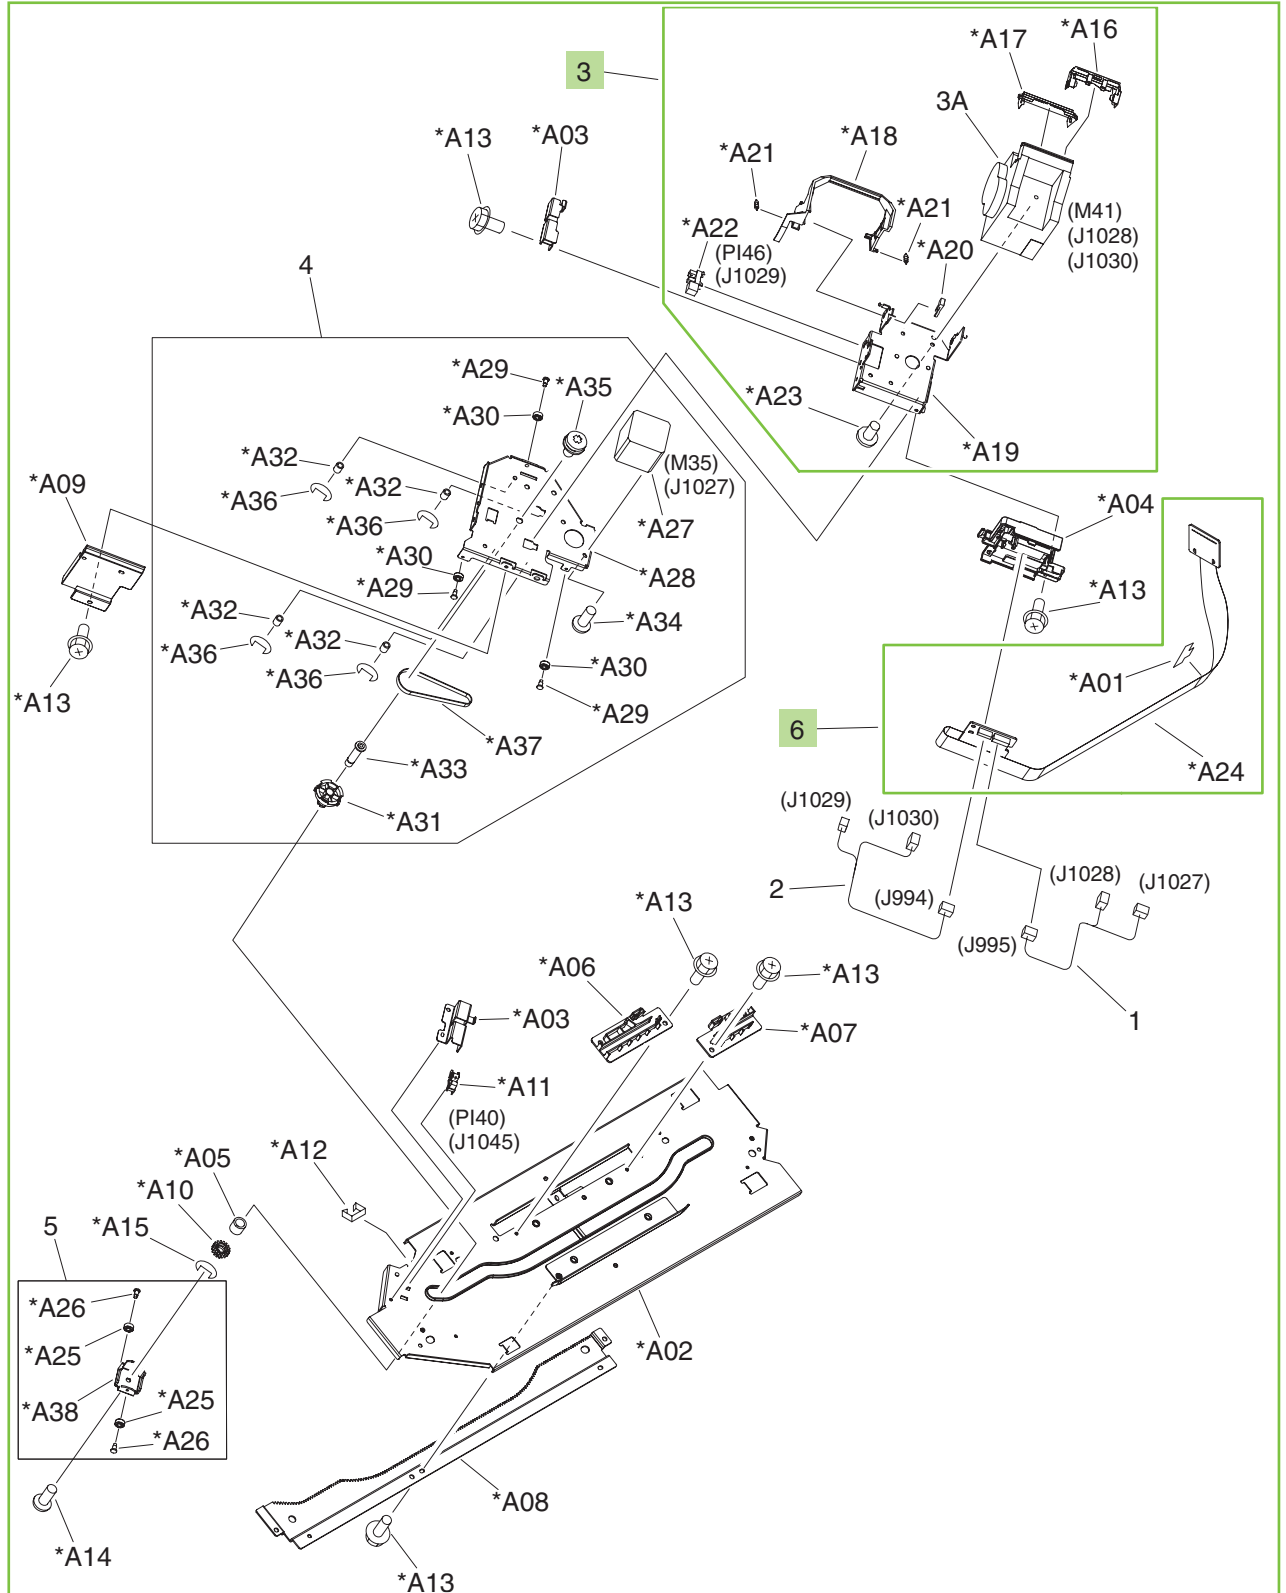 *A16
*A17
3
3A
*A03
*A13
*A18
*A21
*A21
*A22
(PI46)
(J1029)
*A20
(M41)
(J1028)
(J1030)
4
*A29
*A35
*A30
*A23
*A19
*A32
(M35)
(J1027)
*A09
*A32
*A36
*A04
*A36
*A27
*A30
*A28
*A29
*A13
*A32
*A34
*A32
*A36
*A30
*A36
*A01
*A13
*A29
6
*A37
*A33
*A24
*A31
(J1029)
(J1030)
(J1028)
(J1027)
2
(J994)
*A13
(J995)
*A06
*A13
*A03
1
*A07
*A11
(PI40)
(J1045)
*A12
*A05
*A10
*A15
5
*A26
*A25
*A02
*A38
*A25
*A26
*A08
*A14
*A13